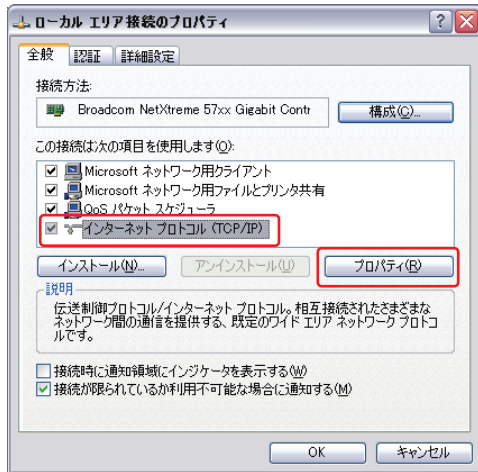 ローカル エリア接続のプロパティ
全般 認証 詳細設定
接続方法:
Broadcom NetXtreme 57xx Gigabit Contr 構成(C)...
この接続は次の項目を使用します(O):
Microsoft ネットワーク用クライアント
Microsoft ネットワーク用ファイルとプリンタ共有
QoS パケット スケジューラ
インターネット プロトコル (TCP/IP)
インストール(N)... アンインストール(U) プロパティ(R)
説明
伝送制御プロトコル/インターネット プロトコル。相互接続されたさまざまな
ネットワーク間の通信を提供する、既定のワイド エリア ネットワーク プロトコ
ルです。
接続時に通知領域にインジケータを表示する(W)
接続が限られているか利用不可能な場合に通知する(M)
OK キャンセル